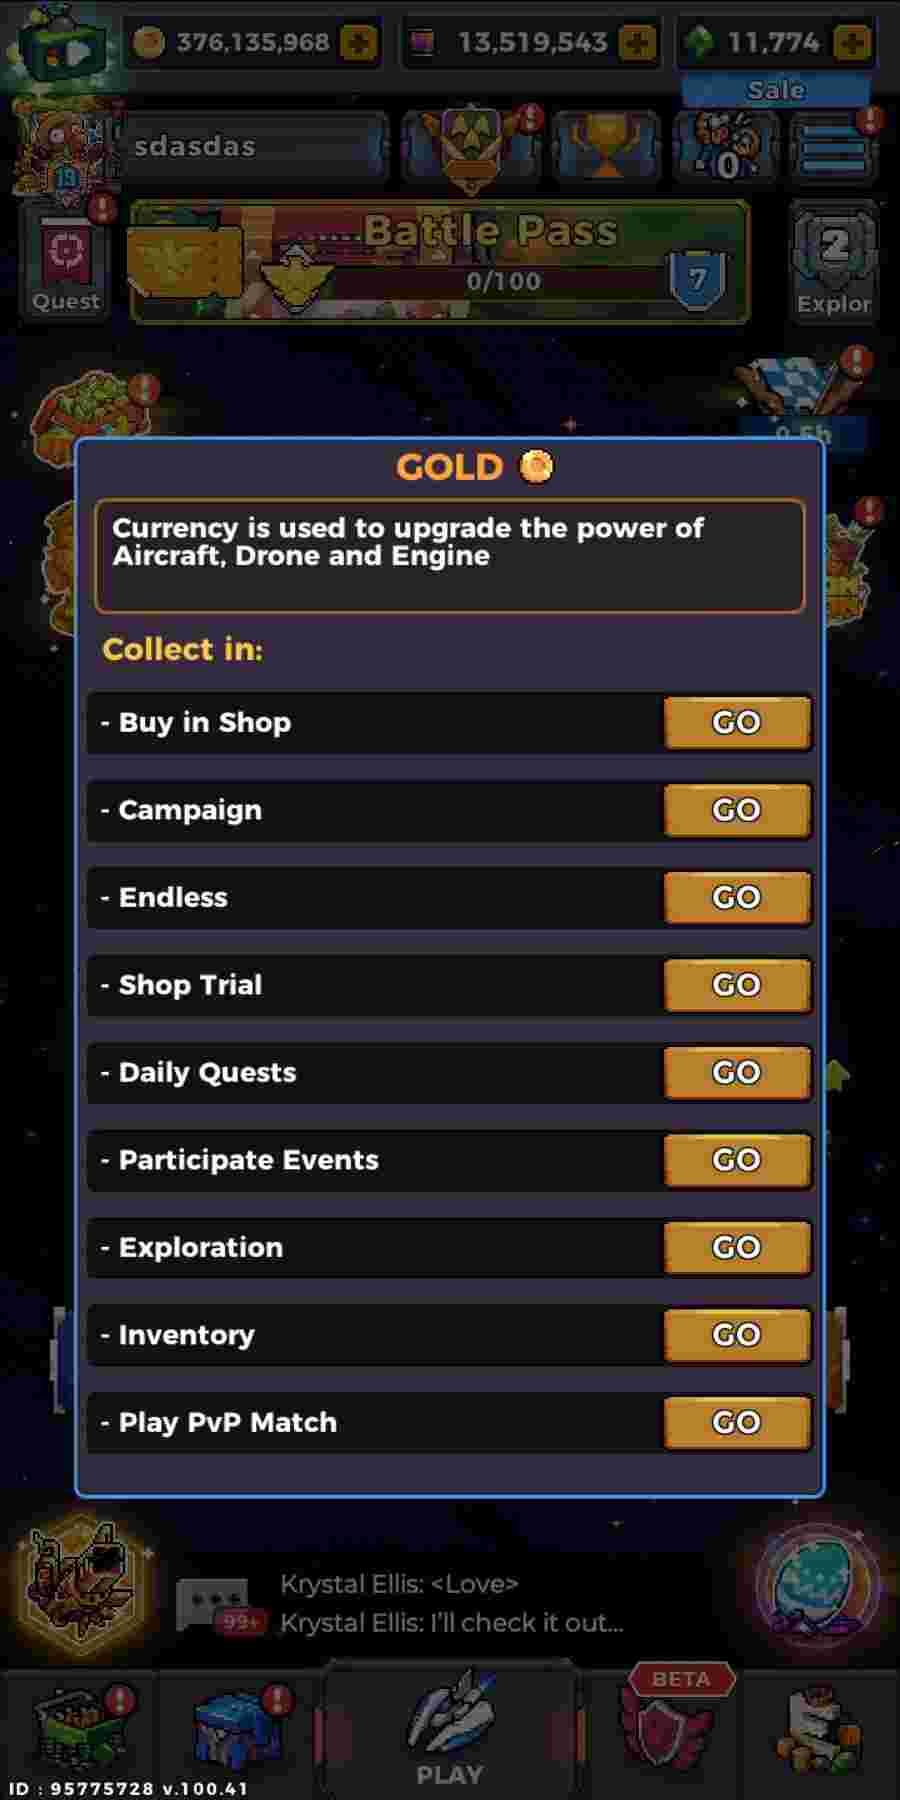 376,135,968
13,519,543
11,774
Sale
19
sdasdas
0
Quest
Battle Pass
0/100
7
2
Explor
GOLD
Currency is used to upgrade the power of
Aircraft, Drone and Engine
Collect in:
- Buy in Shop GO
- Campaign GO
- Endless GO
- Shop Trial GO
- Daily Quests GO
- Participate Events GO
- Exploration GO
- Inventory GO
- Play PvP Match GO
Krystal Ellis: <Love>
99+
Krystal Ellis: I'll check it out...
BETA
PLAY
ID : 95775728 v.100.41